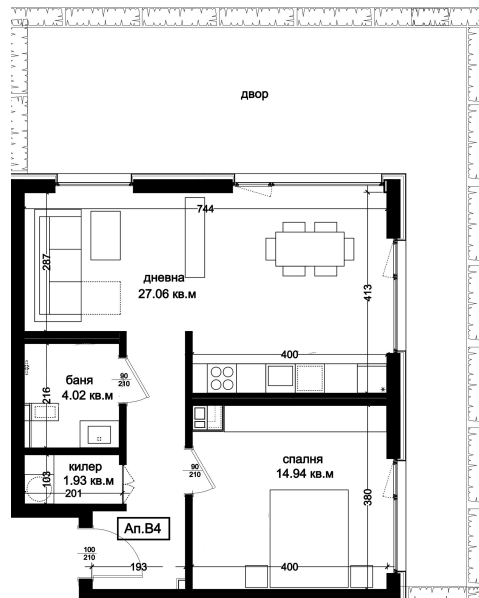 двор
744
287
дневна
27.06 кв.м
413
400
90
210
баня
4.02 кв.м
216
90
210
спалня
14.94 кв.м
килер
1.93 кв.м
103
201
380
Ап.В4
100
210
193
400